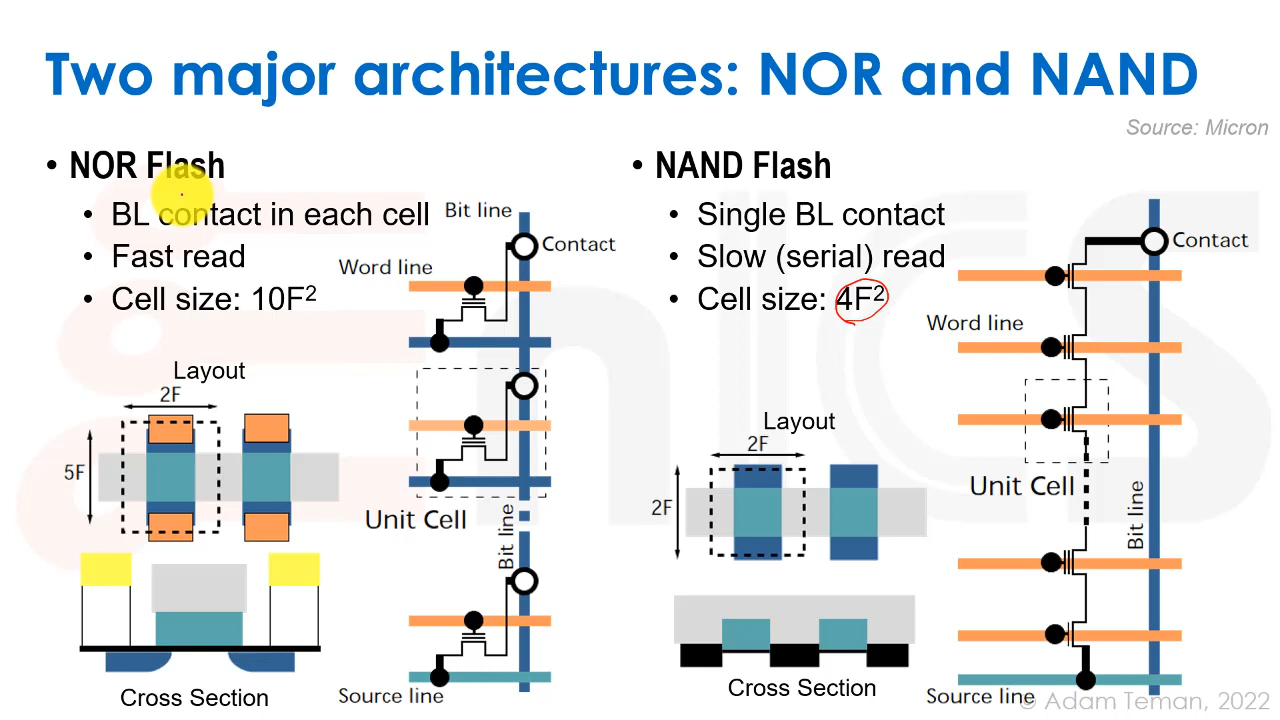 Two major architectures: NOR and NAND
Source: Micron
• NOR Flash
• BL contact in each cell
• Fast read
• Cell size: 10F²
Layout
2F
5F
Cross Section
Bit line
Contact
Word line
Unit Cell
Bit line
Source line
• NAND Flash
• Single BL contact
• Slow (serial) read
• Cell size: 4F²
Layout
2F
2F
Cross Section
Contact
Word line
Unit Cell
Bit line
Source line
© Adam Teman, 2022
enICS